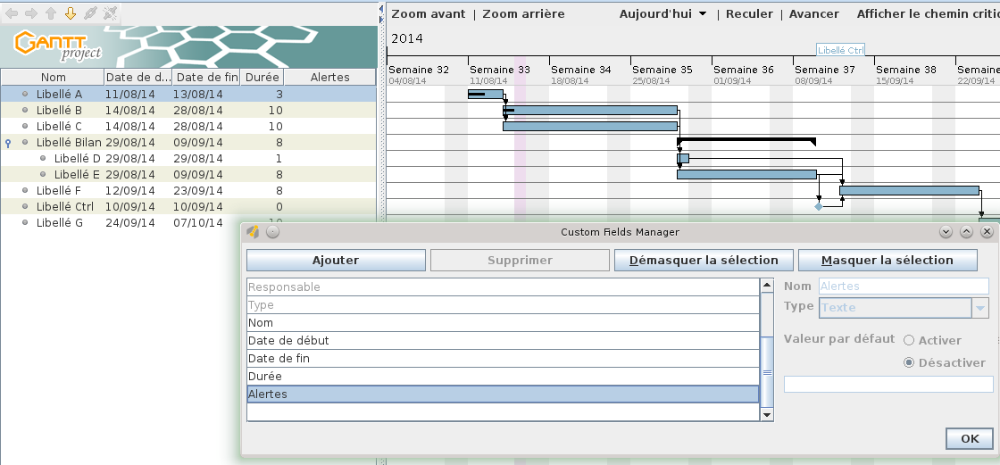 Zoom avant | Zoom arrière Aujourd'hui | Reculer | Avancer Afficher le chemin critic
2014
Libellé Ctrl
GANTT project
Nom Date de d... Date de fin Durée Alertes
Semaine 32 Semaine 33 Semaine 34 Semaine 35 Semaine 36 Semaine 37 Semaine 38 Semaine
04/08/14 11/08/14 18/08/14 25/08/14 01/09/14 08/09/14 15/09/14 22/09/14
Libellé A 11/08/14 13/08/14 3
Libellé B 14/08/14 28/08/14 10
Libellé C 14/08/14 28/08/14 10
Libellé Bilan 29/08/14 09/09/14 8
Libellé D 29/08/14 29/08/14 1
Libellé E 29/08/14 09/09/14 8
Libellé F 12/09/14 23/09/14 8
Libellé Ctrl 10/09/14 10/09/14 0
Libellé G 24/09/14 07/10/14 10
Custom Fields Manager
Ajouter Supprimer Démasquer la sélection Masquer la sélection
Responsable
Type
Nom
Date de début
Date de fin
Durée
Alertes
Nom Alertes
Type Texte
Valeur par défaut Activer
Désactiver
OK